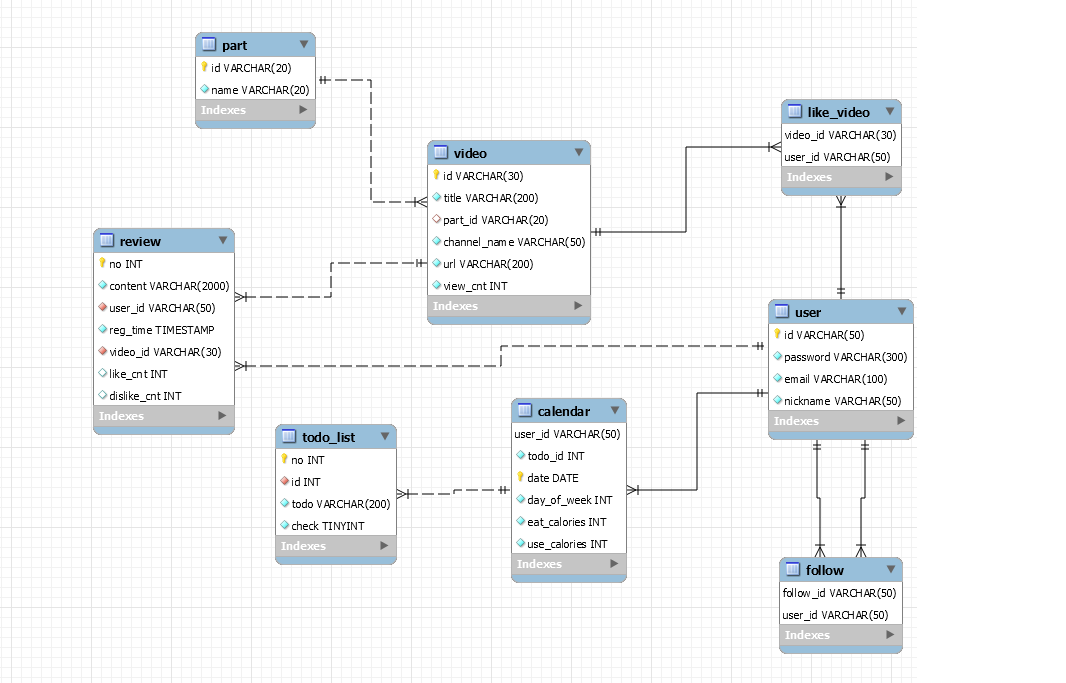 part
id VARCHAR(20)
name VARCHAR(20)
Indexes
video
id VARCHAR(30)
title VARCHAR(200)
part_id VARCHAR(20)
channel_name VARCHAR(50)
url VARCHAR(200)
view_cnt INT
Indexes
like_video
video_id VARCHAR(30)
user_id VARCHAR(50)
Indexes
review
no INT
content VARCHAR(2000)
user_id VARCHAR(50)
reg_time TIMESTAMP
video_id VARCHAR(30)
like_cnt INT
dislike_cnt INT
Indexes
user
id VARCHAR(50)
password VARCHAR(300)
email VARCHAR(100)
nickname VARCHAR(50)
Indexes
calendar
user_id VARCHAR(50)
todo_id INT
date DATE
day_of_week INT
eat_calories INT
use_calories INT
Indexes
todo_list
no INT
id INT
todo VARCHAR(200)
check TINYINT
Indexes
follow
follow_id VARCHAR(50)
user_id VARCHAR(50)
Indexes